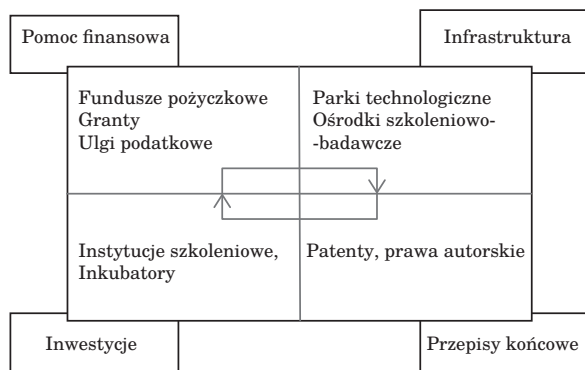 Pomoc finansowa
Infrastruktura
Fundusze pożyczkowe
Granty
Ulgi podatkowe
Parki technologiczne
Ośrodki szkoleniowo-
-badawcze
Instytucje szkoleniowe,
Inkubatory
Patenty, prawa autorskie
Inwestycje
Przepisy końcowe